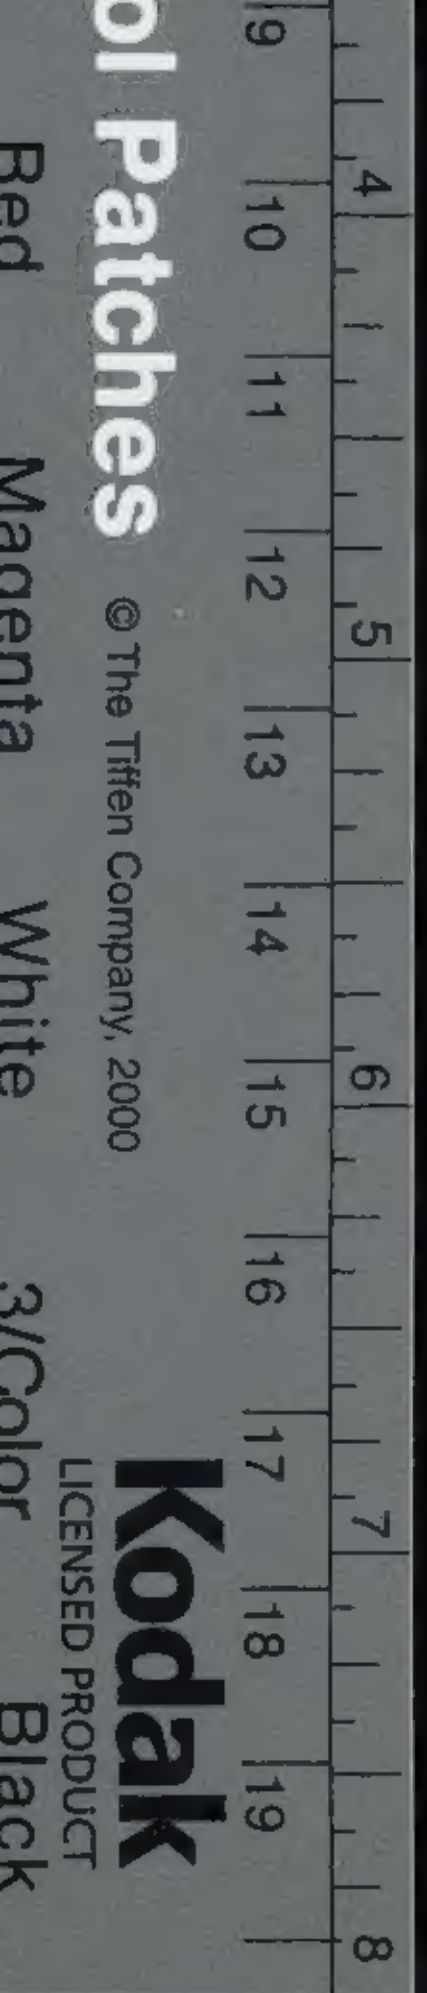 4 5 6 7 8
9 10 11 12 13 14 15 16 17 18 19
ol Patches © The Tiffen Company, 2000 Kodak
LICENSED PRODUCT
Red Magenta White 3/Color Black